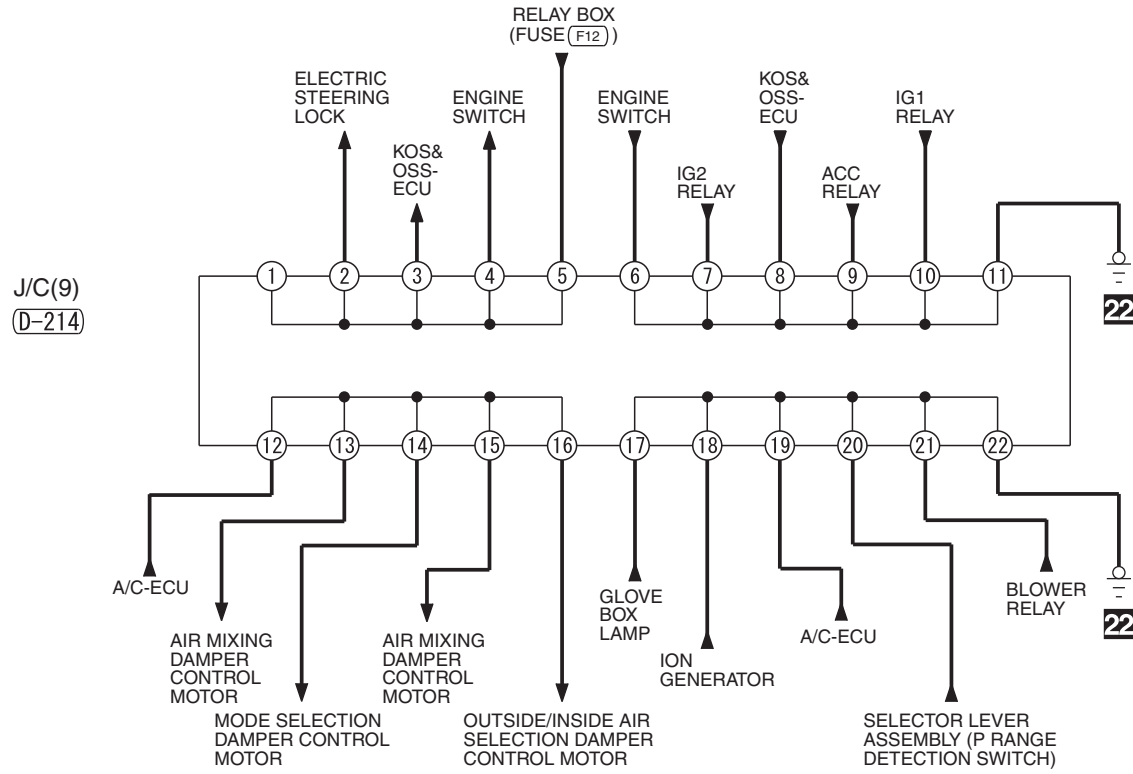 RELAY BOX
(FUSE F12 )
ELECTRIC
STEERING
LOCK
KOS&
OSS-
ECU
ENGINE
SWITCH
ENGINE
SWITCH
IG2
RELAY
KOS&
OSS-
ECU
ACC
RELAY
IG1
RELAY
J/C(9)
D-214
1 2 3 4 5 6 7 8 9 10 11
22
12 13 14 15 16 17 18 19 20 21 22
22
A/C-ECU
AIR MIXING
DAMPER
CONTROL
MOTOR
MODE SELECTION
DAMPER CONTROL
MOTOR
AIR MIXING
DAMPER
CONTROL
MOTOR
OUTSIDE/INSIDE AIR
SELECTION DAMPER
CONTROL MOTOR
GLOVE
BOX
LAMP
ION
GENERATOR
A/C-ECU
SELECTOR LEVER
ASSEMBLY (P RANGE
DETECTION SWITCH)
BLOWER
RELAY